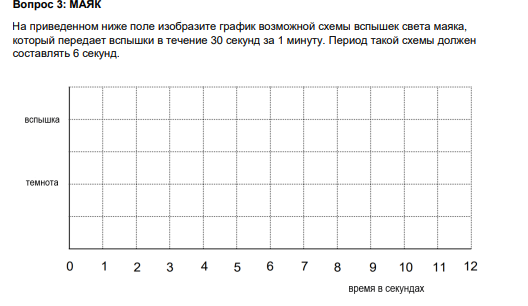 Вопрос 3: МАЯК
На приведенном ниже поле изобразите график возможной схемы вспышек света маяка,
который передает вспышки в течение 30 секунд за 1 минуту. Период такой схемы должен
составлять 6 секунд.
вспышка
темнота
0 1 2 3 4 5 6 7 8 9 10 11 12
время в секундах